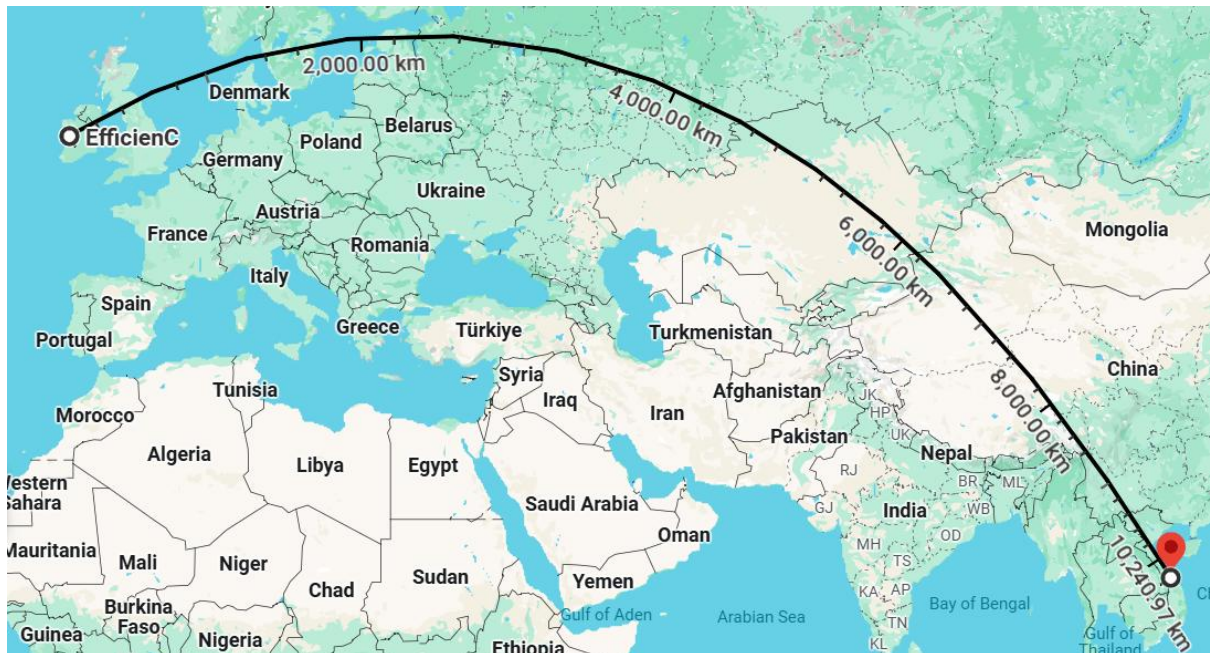 2,000.00 km
Denmark
4,000.00 km
EfficienC
Belarus
Poland
Germany
Ukraine
Austria
France
6,000.00 km
Mongolia
Romania
Italy
Spain
Greece
Türkiye
Turkmenistan
Portugal
China
Syria
Tunisia
Afghanistan
8,000.00 km
JK
HP
Iraq
Iran
Morocco
UK
Pakistan
Nepal
Algeria
Libya
Egypt
RJ
BR
ML
Western
Sahara
Saudi Arabia
GJ
India
WB
Oman
OD
MH
Mauritania
Mali
Niger
TS
10,240.97 km
Chad
Sudan
Yemen
KA
AP
Burkina
Faso
Gulf of Aden
Arabian Sea
Bay of Bengal
TN
Guinea
Nigeria
Ethiopia
KL
Gulf of
Thailand